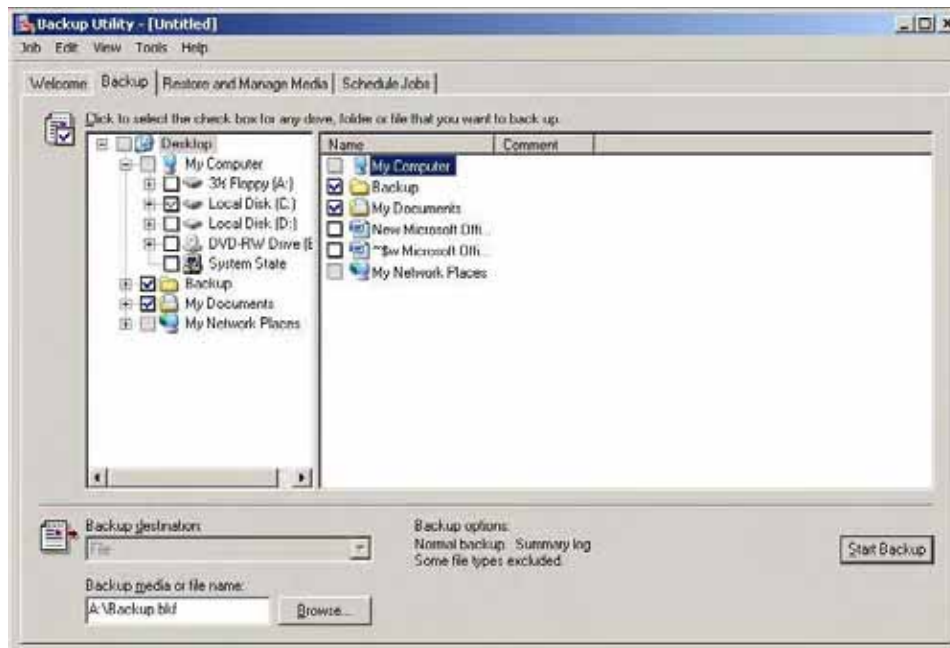 Backup Utility - [Untitled]
Job Edit View Tools Help
Welcome Backup Restore and Manage Media Schedule Jobs
Click to select the check box for any drive, folder or file that you want to back up.
Desktop
My Computer
3½ Floppy (A:)
Local Disk (C:)
Local Disk (D:)
DVD-RW Drive (E
System State
Backup
My Documents
My Network Places
Name Comment
My Computer
Backup
My Documents
New Microsoft Offi...
~$w Microsoft Offi...
My Network Places
Backup destination:
File
Backup media or file name:
A:\Backup.bkf
Browse...
Backup options:
Normal backup. Summary log.
Some file types excluded.
Start Backup